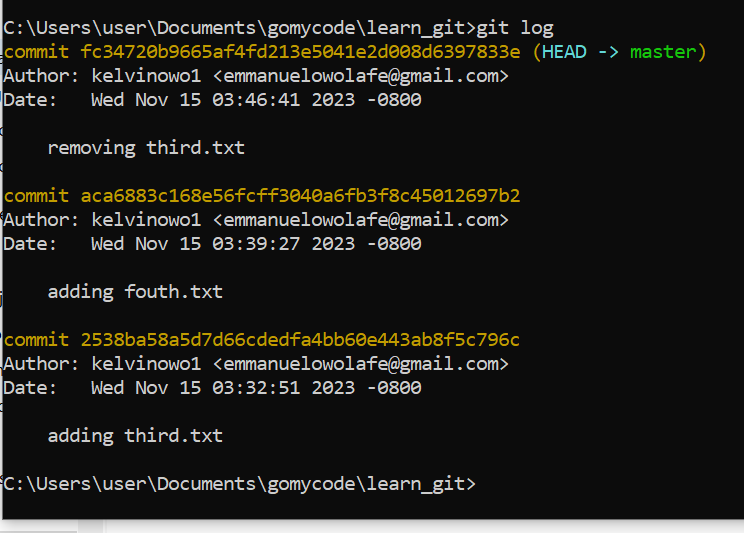 C:\Users\user\Documents\gomycode\learn_git>git log
commit fc34720b9665af4fd213e5041e2d008d6397833e (HEAD -> master)
Author: kelvinowo1 <emmanuelowolafe@gmail.com>
Date:   Wed Nov 15 03:46:41 2023 -0800
    removing third.txt
commit aca6883c168e56fcff3040a6fb3f8c45012697b2
Author: kelvinowo1 <emmanuelowolafe@gmail.com>
Date:   Wed Nov 15 03:39:27 2023 -0800
    adding fouth.txt
commit 2538ba58a5d7d66cdedfa4bb60e443ab8f5c796c
Author: kelvinowo1 <emmanuelowolafe@gmail.com>
Date:   Wed Nov 15 03:32:51 2023 -0800
    adding third.txt
C:\Users\user\Documents\gomycode\learn_git>